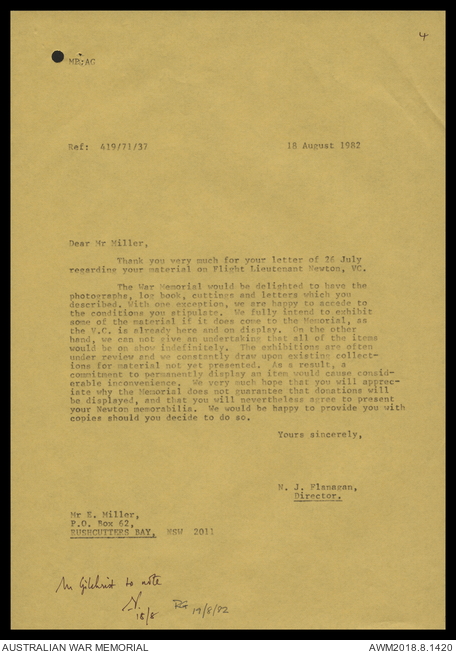 4
MB:AG
Ref: 419/71/37 18 August 1982
Dear Mr Miller,
Thank you very much for your letter of 26 July
regarding your material on Flight Lieutenant Newton, VC.
The War Memorial would be delighted to have the
photographs, log book, cuttings and letters which you
described. With one exception, we are happy to accede to
the conditions you stipulate. We fully intend to exhibit
some of the material if it does come to the Memorial, as
the V.C. is already here and on display. On the other
hand, we can not give an undertaking that all of the items
would be on show indefinitely. The exhibitions are often
under review and we constantly draw upon existing collect-
ions for material not yet presented. As a result, a
commitment to permanently display an item would cause consid-
erable inconvenience. We very much hope that you will apprec-
iate why the Memorial does not guarantee that donations will
be displayed, and that you will nevertheless agree to present
your Newton memorabilia. We would be happy to provide you with
copies should you decide to do so.
Yours sincerely,
N. J. Flanagan,
Director.
Mr E. Miller,
P.O. Box 62,
RUSHCUTTERS BAY, NSW 2011
Mr Gilchrist to note
18/8 19/8/82
AUSTRALIAN WAR MEMORIAL AWM2018.8.1420